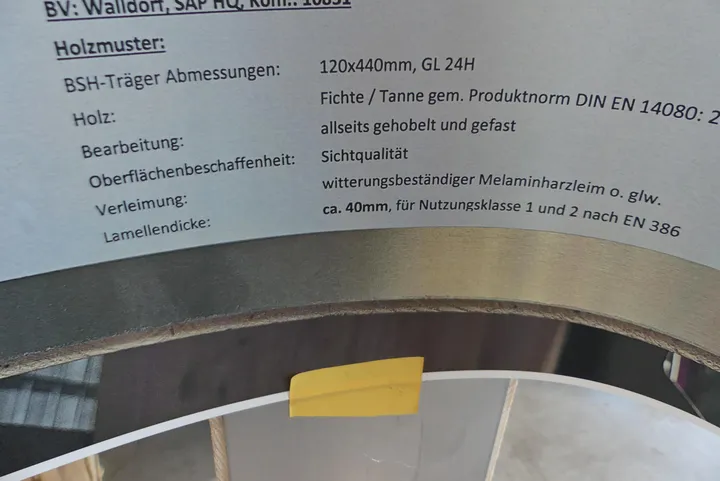 BV: Walldorf, SAP HQ, Kom.: 10851
Holzmuster:
BSH-Träger Abmessungen: 120x440mm, GL 24H
Holz: Fichte / Tanne gem. Produktnorm DIN EN 14080: 2
Bearbeitung: allseits gehobelt und gefast
Oberflächenbeschaffenheit: Sichtqualität
Verleimung: witterungsbeständiger Melaminharzleim o. glw.
Lamellendicke: ca. 40mm, für Nutzungsklasse 1 und 2 nach EN 386